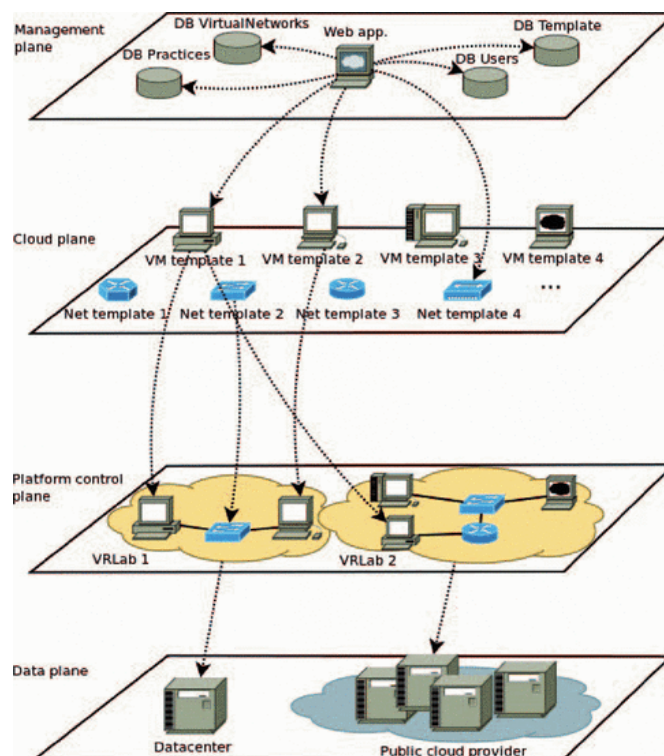 Management plane
DB VirtualNetworks
Web app.
DB Template
DB Practices
DB Users
Cloud plane
VM template 1
VM template 2
VM template 3
VM template 4
Net template 1
Net template 2
Net template 3
Net template 4
...
Platform control plane
VRLab 1
VRLab 2
Data plane
Datacenter
Public cloud provider